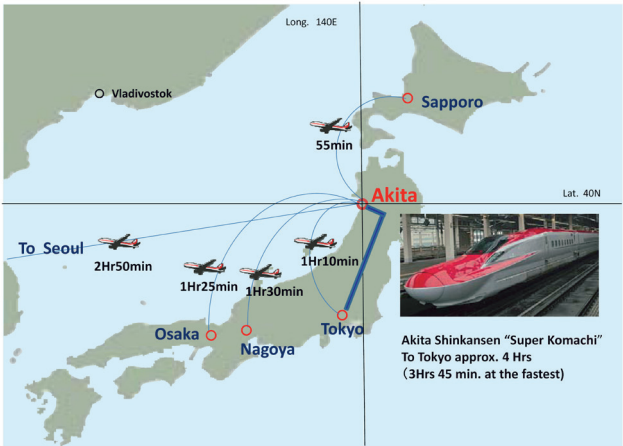 Long. 140E
Vladivostok
Sapporo
55min
Akita
Lat. 40N
To Seoul
2Hr50min
1Hr25min
1Hr30min
1Hr10min
Osaka
Nagoya
Tokyo
Akita Shinkansen “Super Komachi”
To Tokyo approx. 4 Hrs
(3Hrs 45 min. at the fastest)